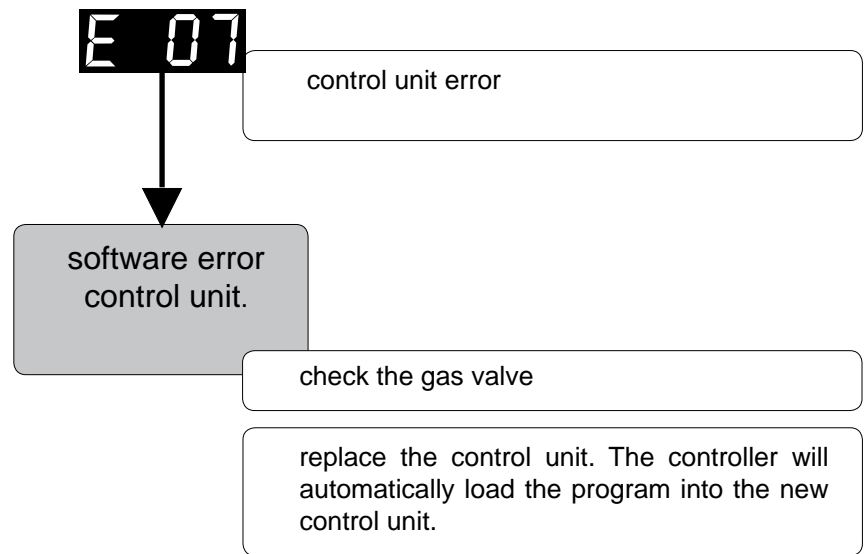 E 07
control unit error
software error
control unit.
check the gas valve
replace the control unit. The controller will
automatically load the program into the new
control unit.